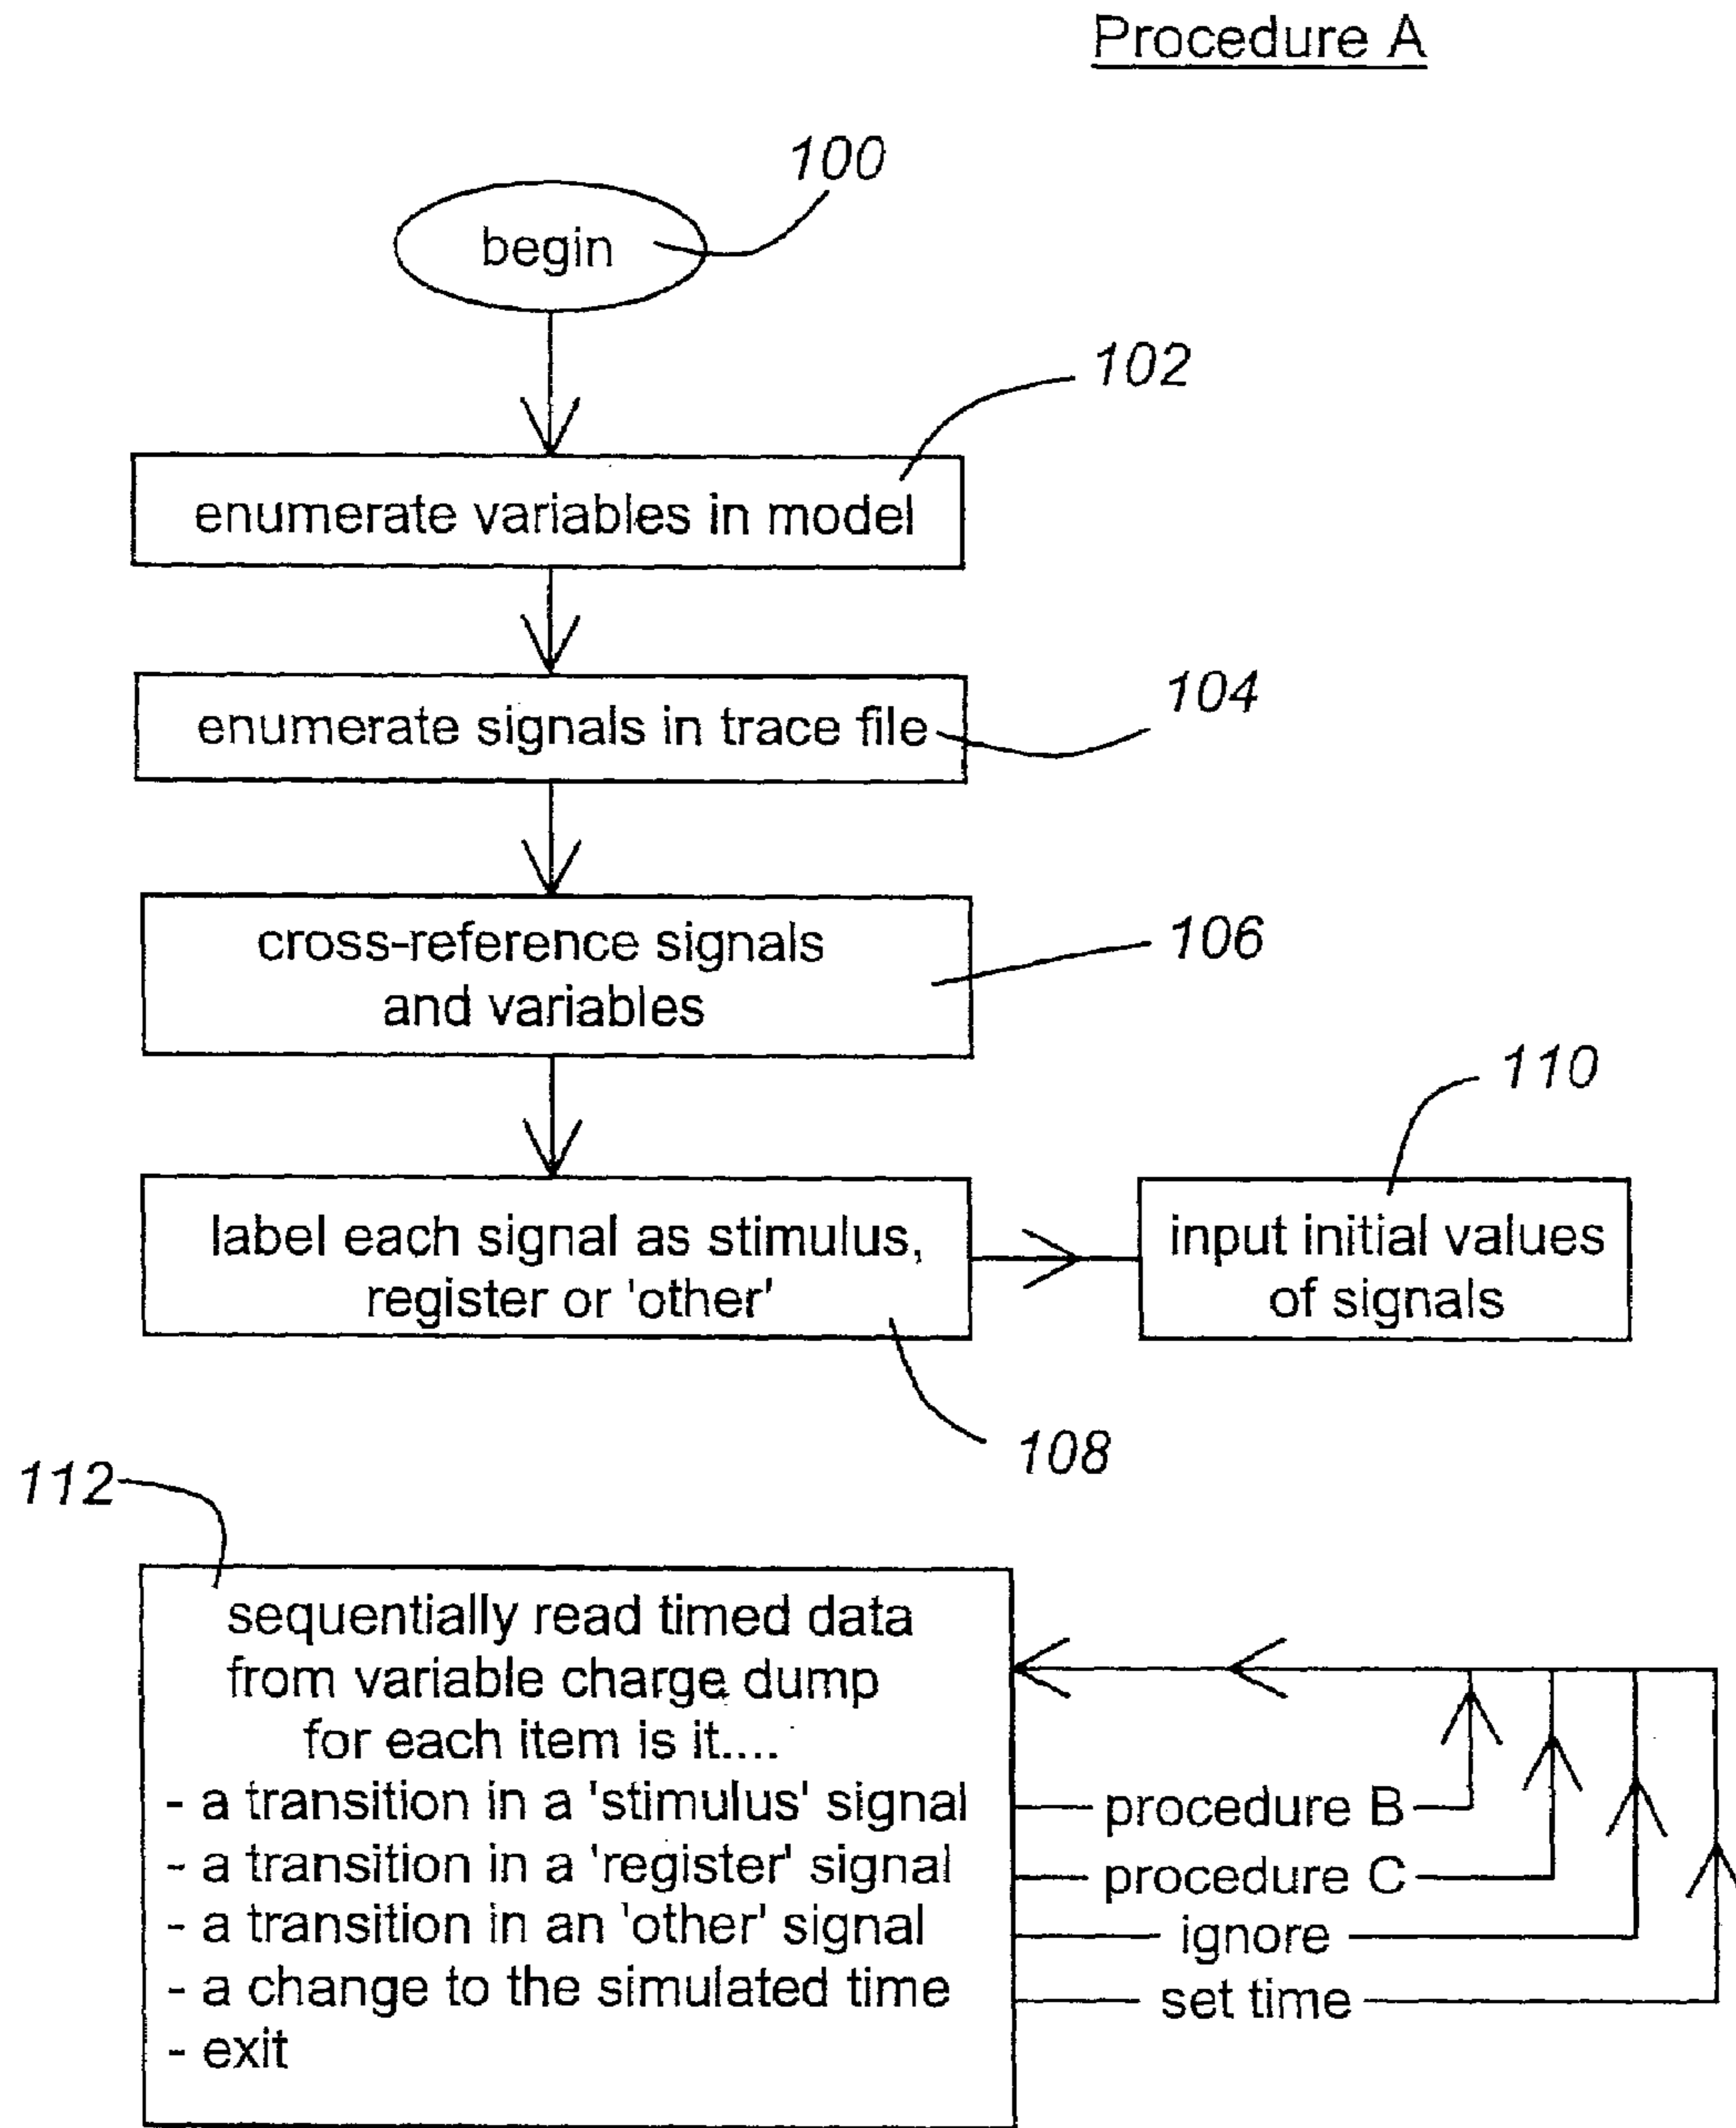 Procedure A
100
begin
102
enumerate variables in model
104
enumerate signals in trace file
cross-reference signals
and variables
106
110
label each signal as stimulus,
register or 'other'
input initial values
of signals
108
112
sequentially read timed data
from variable charge dump
for each item is it....
- a transition in a 'stimulus' signal
procedure B
- a transition in a 'register' signal
procedure C
- a transition in an 'other' signal
ignore
- a change to the simulated time
set time
- exit